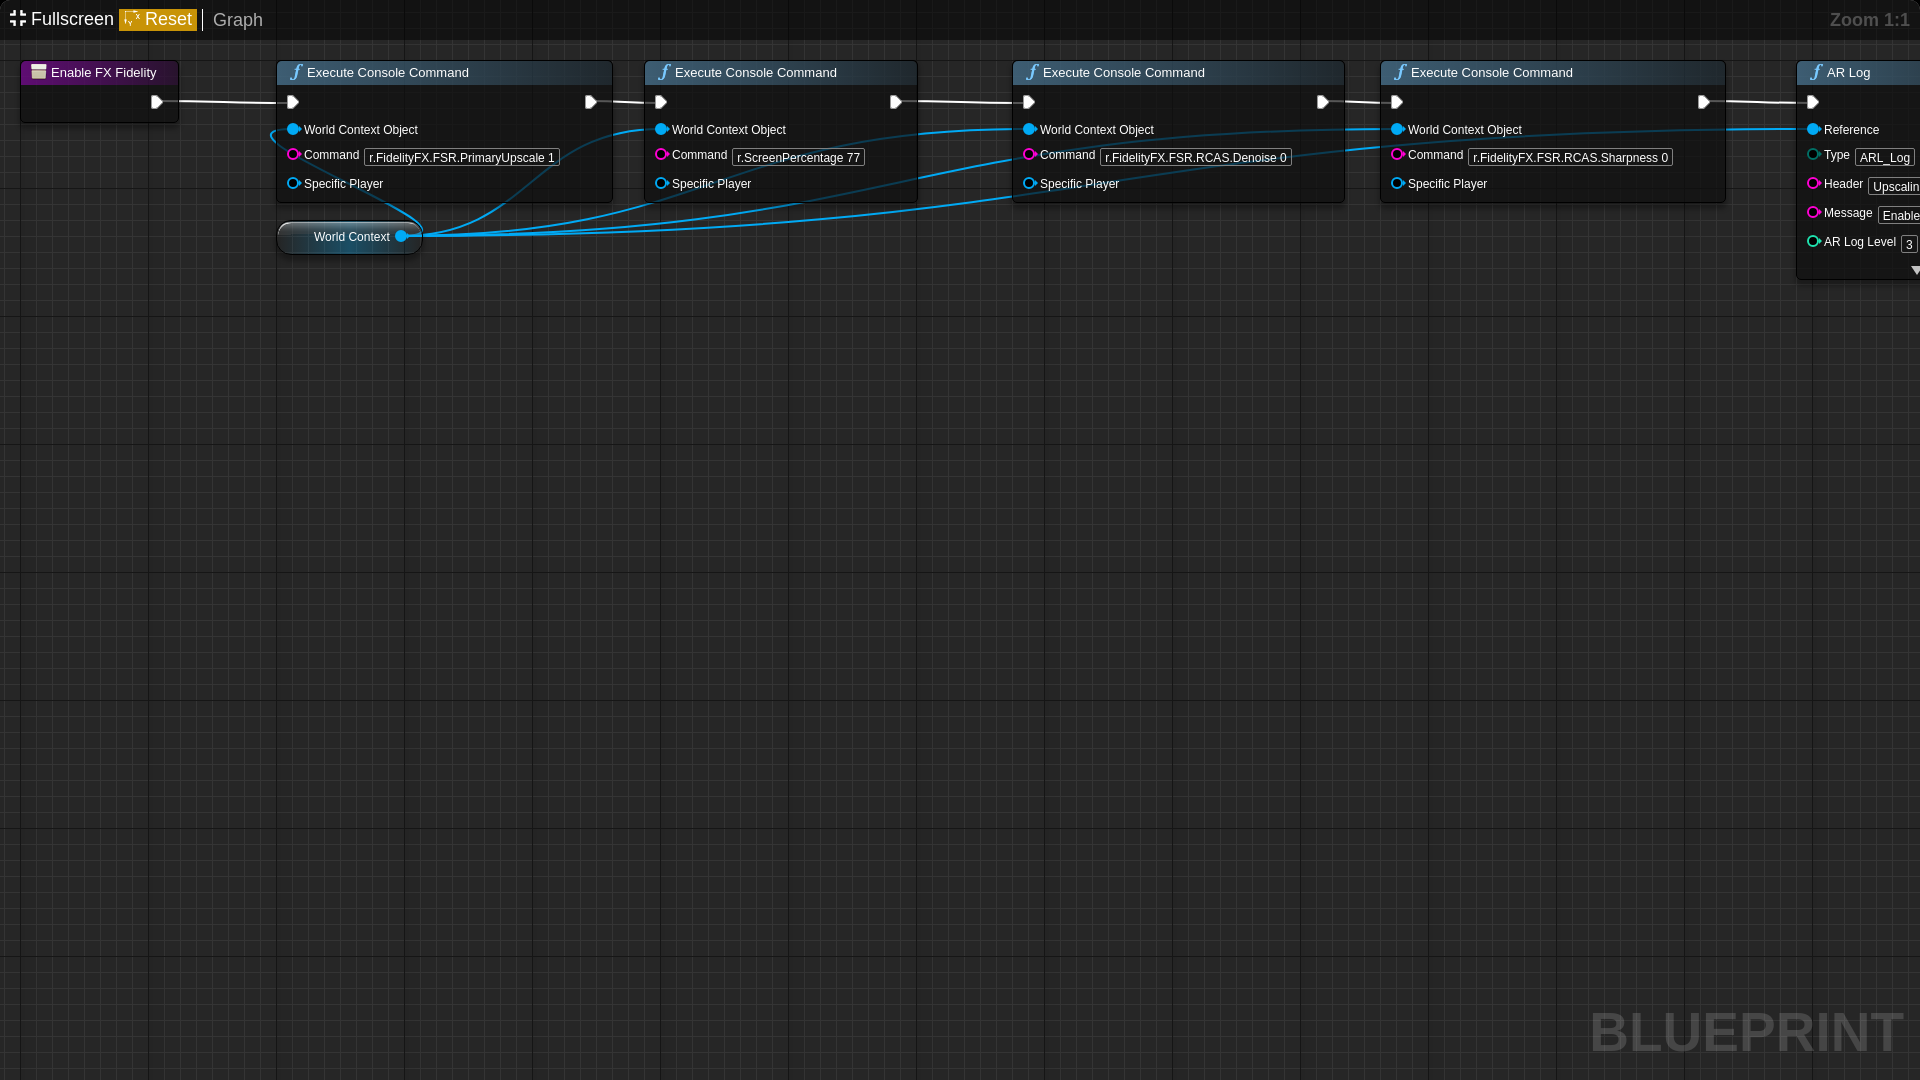 Fullscreen Reset Graph Zoom 1:1
Enable FX Fidelity
Execute Console Command
World Context Object
Command r.FidelityFX.FSR.PrimaryUpscale 1
Specific Player
World Context
Execute Console Command
World Context Object
Command r.ScreenPercentage 77
Specific Player
Execute Console Command
World Context Object
Command r.FidelityFX.FSR.RCAS.Denoise 0
Specific Player
Execute Console Command
World Context Object
Command r.FidelityFX.FSR.RCAS.Sharpness 0
Specific Player
AR Log
Reference
Type ARL_Log
Header Upscalin
Message Enable
AR Log Level 3
BLUEPRINT